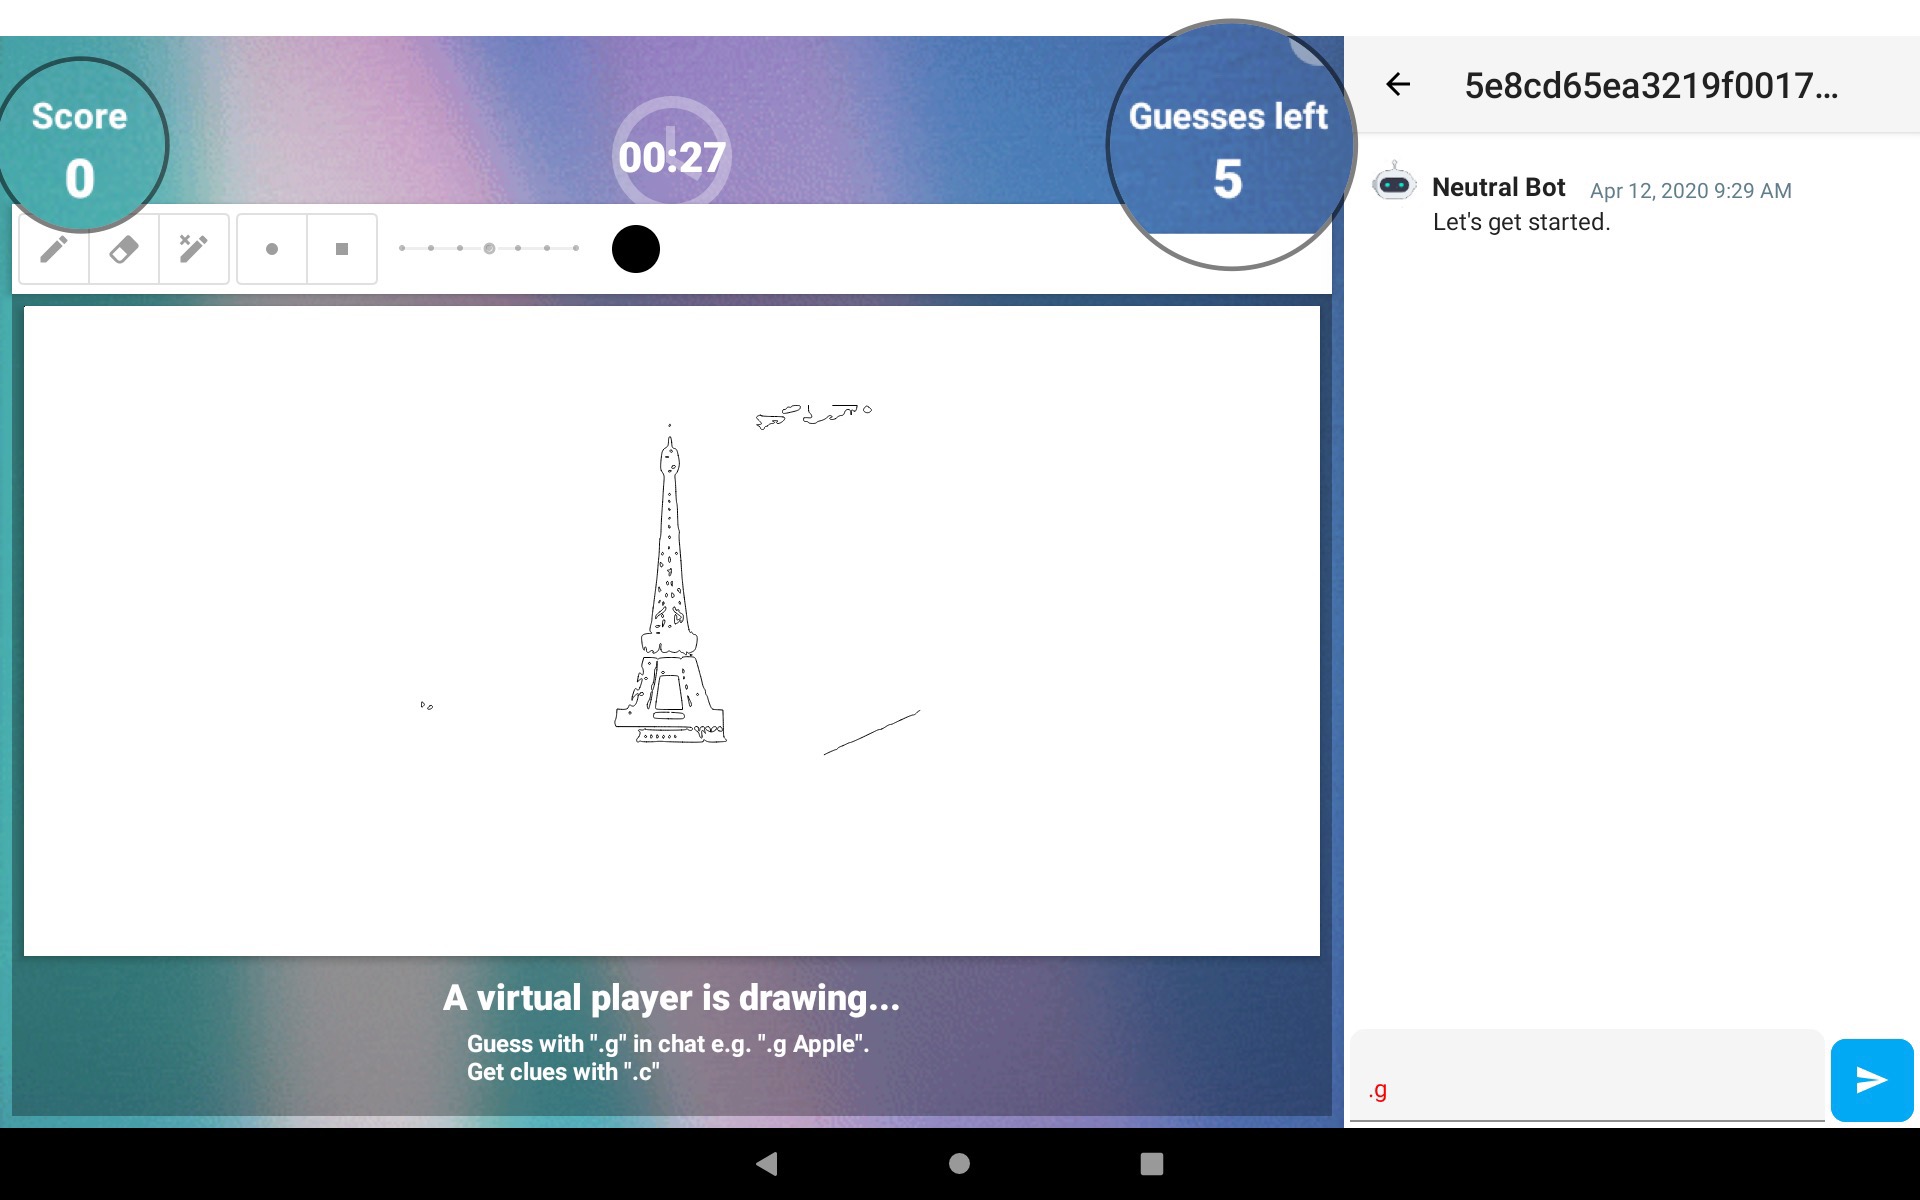 Score
0
00:27
Guesses left
5
5e8cd65ea3219f0017...
Neutral Bot Apr 12, 2020 9:29 AM
Let's get started.
A virtual player is drawing...
Guess with ".g" in chat e.g. ".g Apple".
Get clues with ".c"
.g